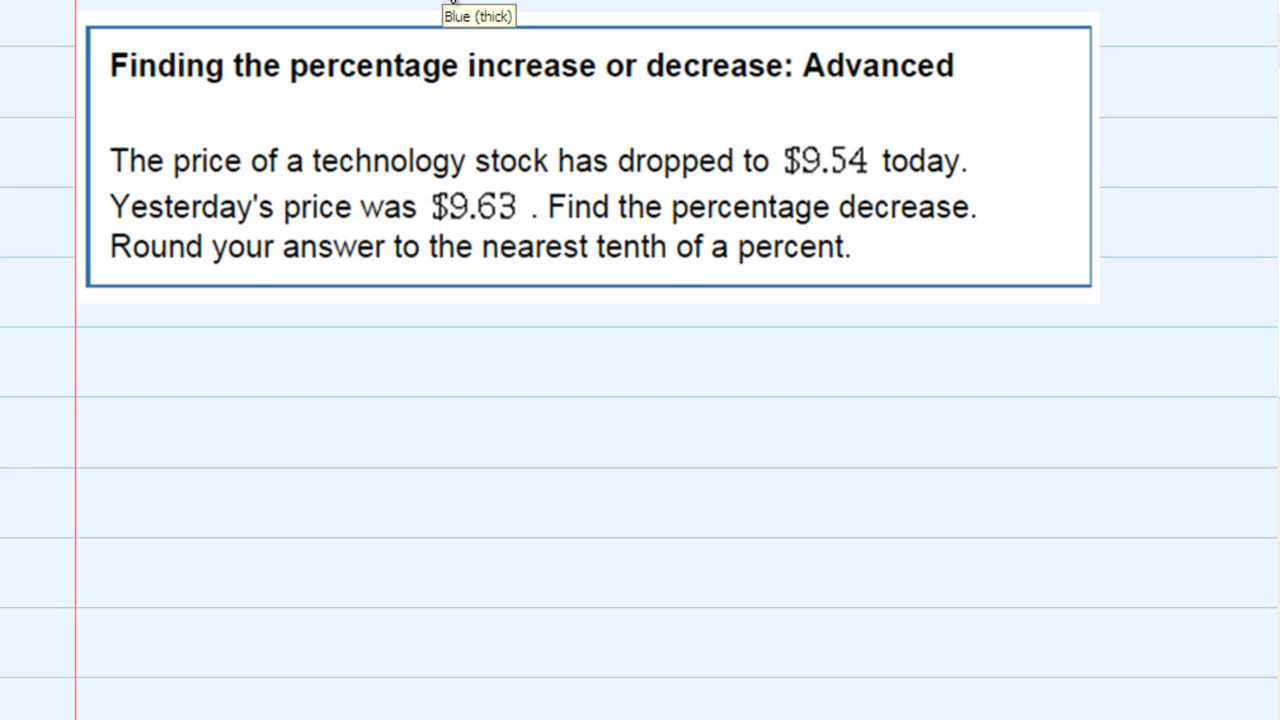 Blue (thick)
Finding the percentage increase or decrease: Advanced
The price of a technology stock has dropped to $9.54 today.
Yesterday's price was $9.63 . Find the percentage decrease.
Round your answer to the nearest tenth of a percent.